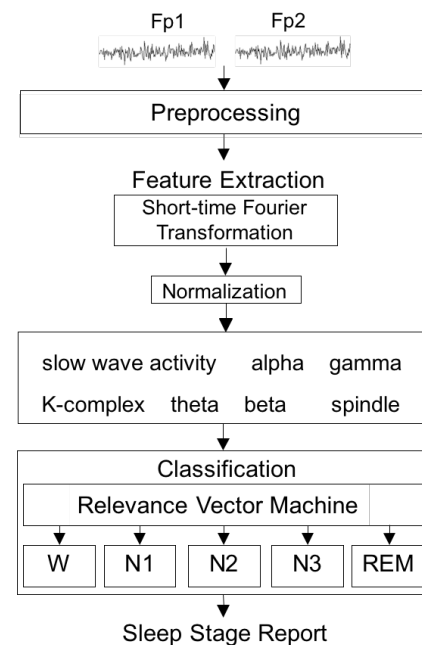 Fp1 Fp2
Preprocessing
Feature Extraction
Short-time Fourier
Transformation
Normalization
slow wave activity alpha gamma
K-complex theta beta spindle
Classification
Relevance Vector Machine
W N1 N2 N3 REM
Sleep Stage Report